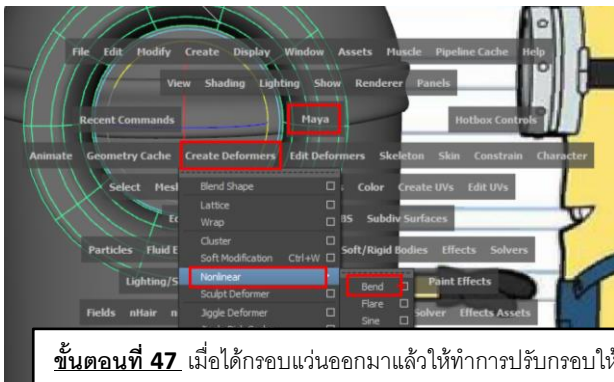 File Edit Modify Create Display Window Assets Muscle Pipeline Cache Help
View Shading Lighting Show Renderer Panels
Recent Commands Maya Hotbox Controls
Animate Geometry Cache Create Deformers Edit Deformers Skeleton Skin Constrain Character
Select Color Create UVs Edit UVs
Blend Shape
Lattice
Wrap
Subdiv Surfaces
Cluster
Particles Soft/Rigid Bodies Effects Solvers
Soft Modification Ctrl+W
Nonlinear
Bend
Paint Effects
Sculpt Deformer
Flare
Fields nHair
Jiggle Deformer
Sine
Effects Assets
ขั้นตอนที่ 47 เมื่อได้กรอบแว่นออกมาแล้วให้ทำการปรับกรอบให้